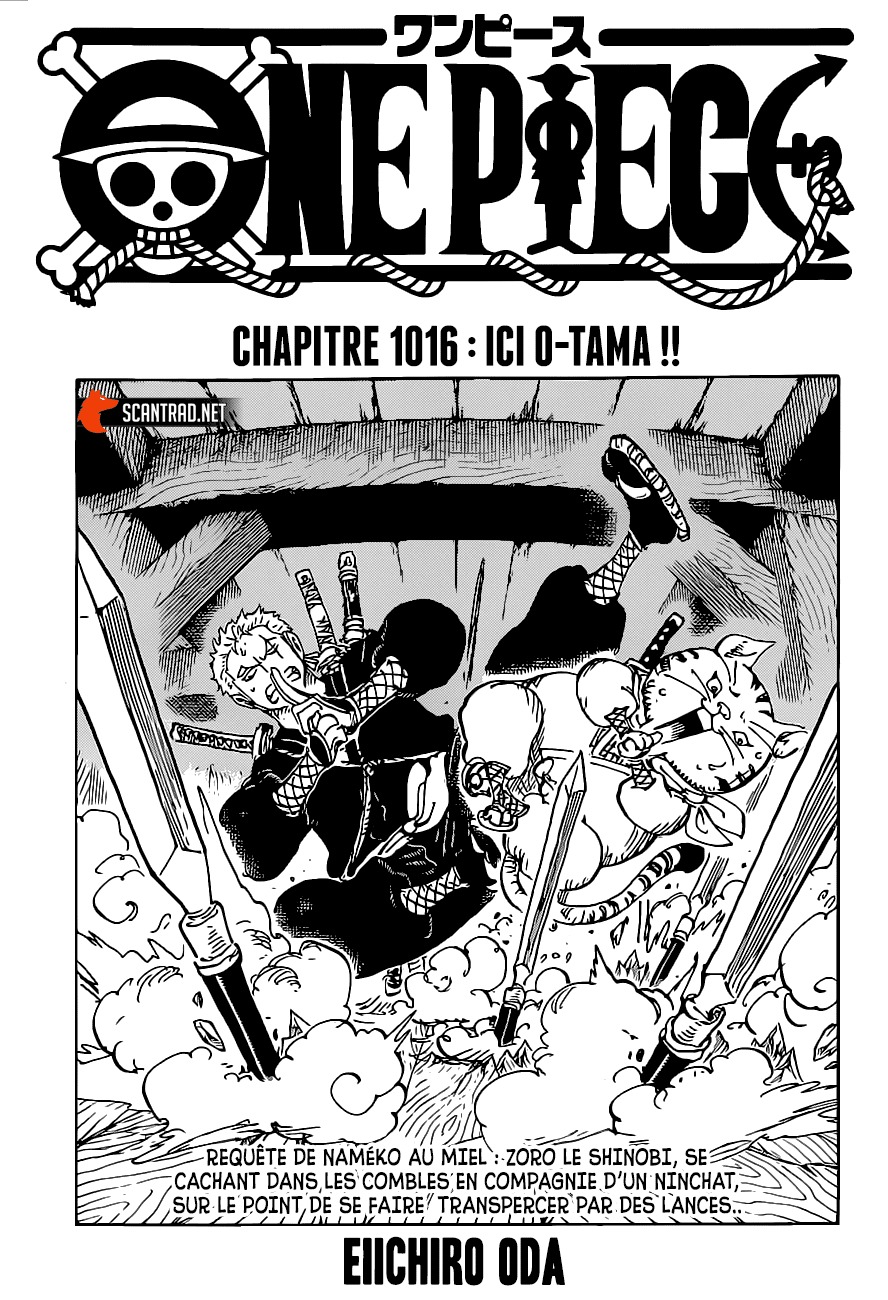 ワンピース
ONE PIECE
CHAPITRE 1016 : ICI O-TAMA !!
SCANTRAD.NET
REQUÊTE DE NAMÉKO AU MIEL : ZORO LE SHINOBI, SE
CACHANT DANS LES COMBLES EN COMPAGNIE D'UN NINCHAT,
SUR LE POINT DE SE FAIRE TRANSPERCER PAR DES LANCES..
EIICHIRO ODA